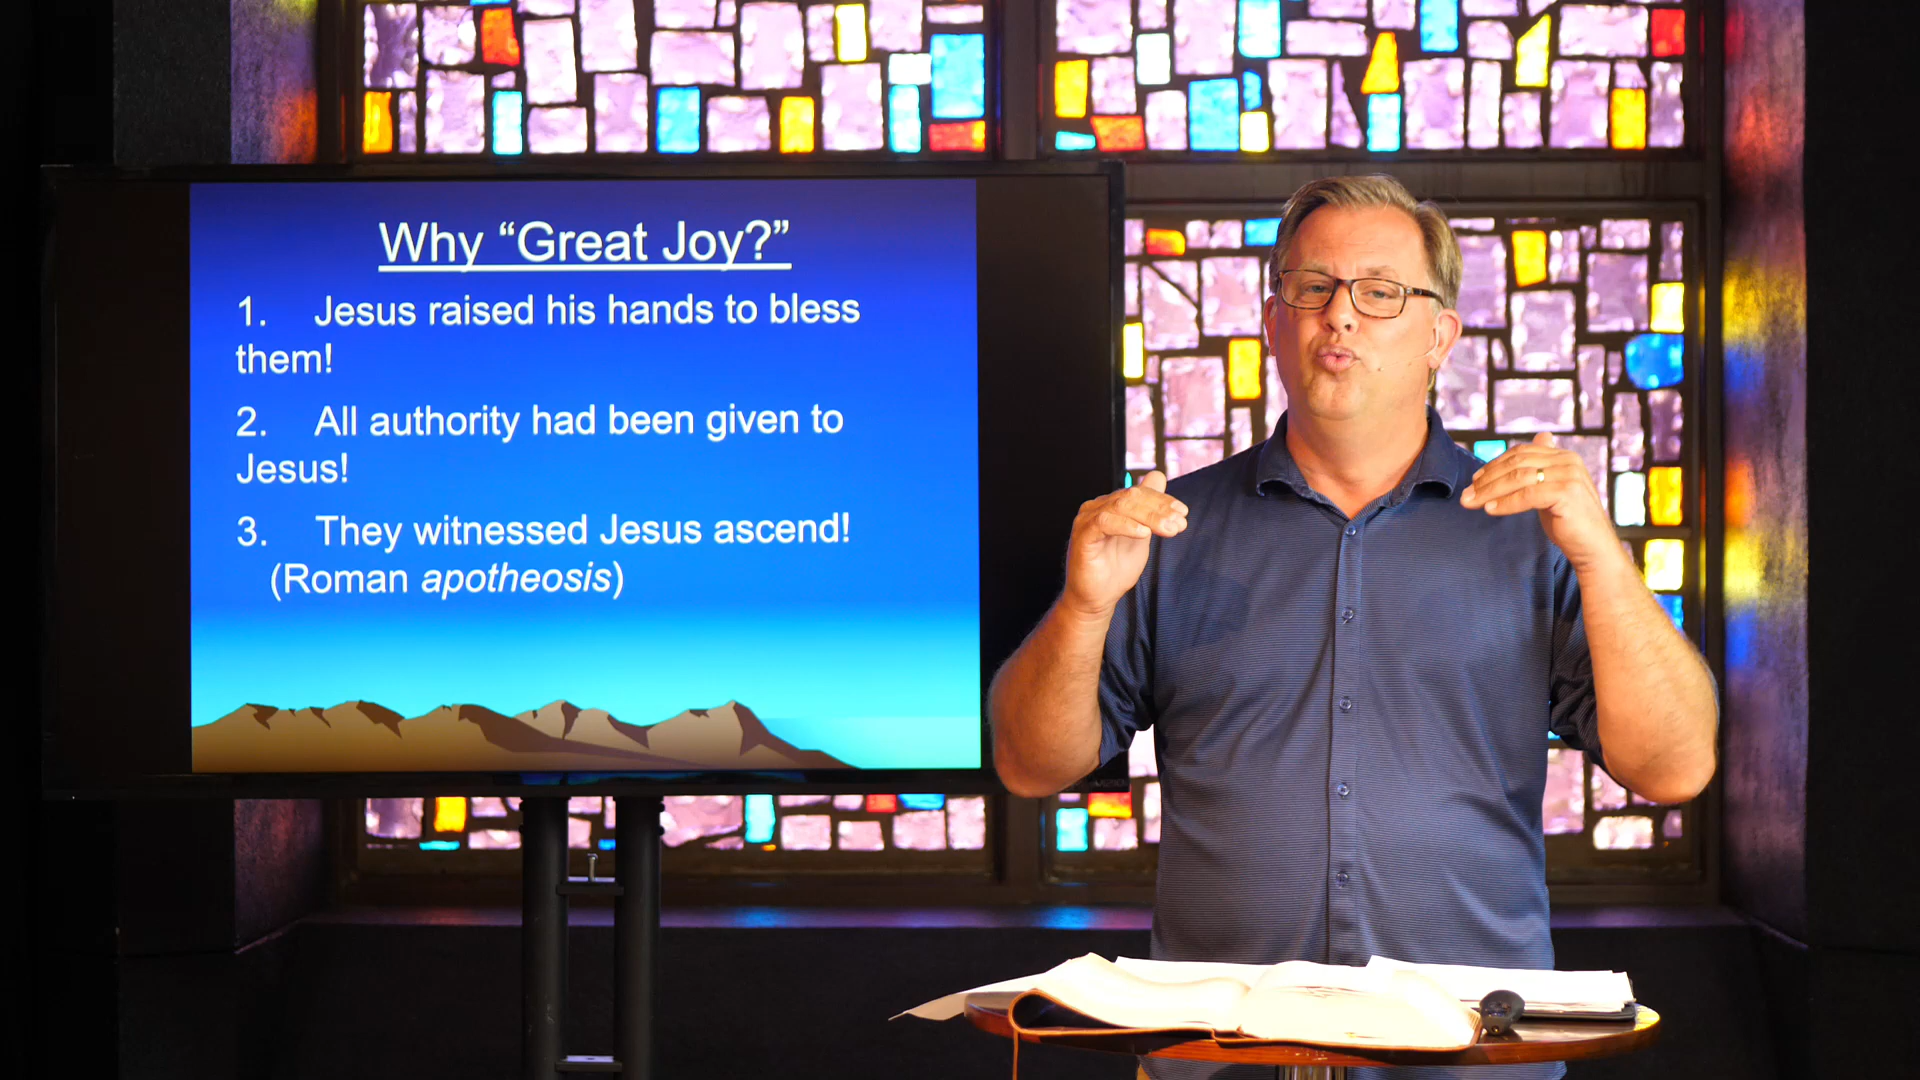 Why “Great Joy?”
1. Jesus raised his hands to bless
them!
2. All authority had been given to
Jesus!
3. They witnessed Jesus ascend!
(Roman apotheosis)